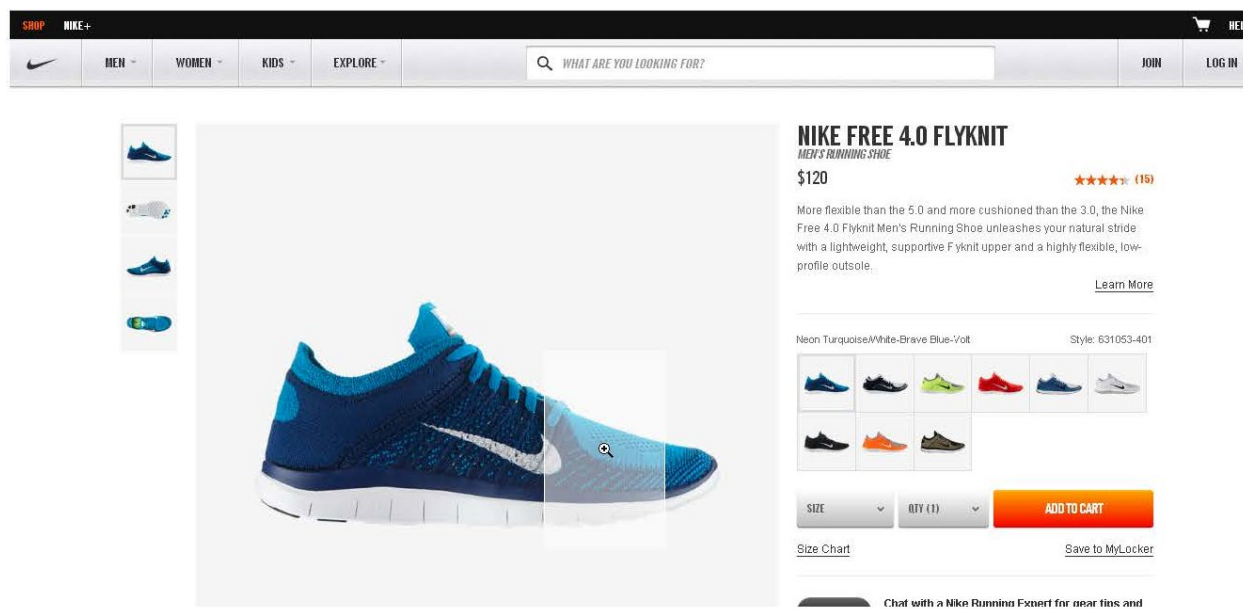 SHOP NIKE+ HEL
MEN WOMEN KIDS EXPLORE WHAT ARE YOU LOOKING FOR? JOIN LOG IN
NIKE FREE 4.0 FLYKNIT
MEN'S RUNNING SHOE
$120 (15)
More flexible than the 5.0 and more cushioned than the 3.0, the Nike
Free 4.0 Flyknit Men's Running Shoe unleashes your natural stride
with a lightweight, supportive F yknit upper and a highly flexible, low-
profile outsole.
Learn More
Neon Turquoise/White-Brave Blue-Volt Style: 631053-401
SIZE QTY (1) ADD TO CART
Size Chart Save to MyLocker
Chat with a Nike Running Expert for gear tips and